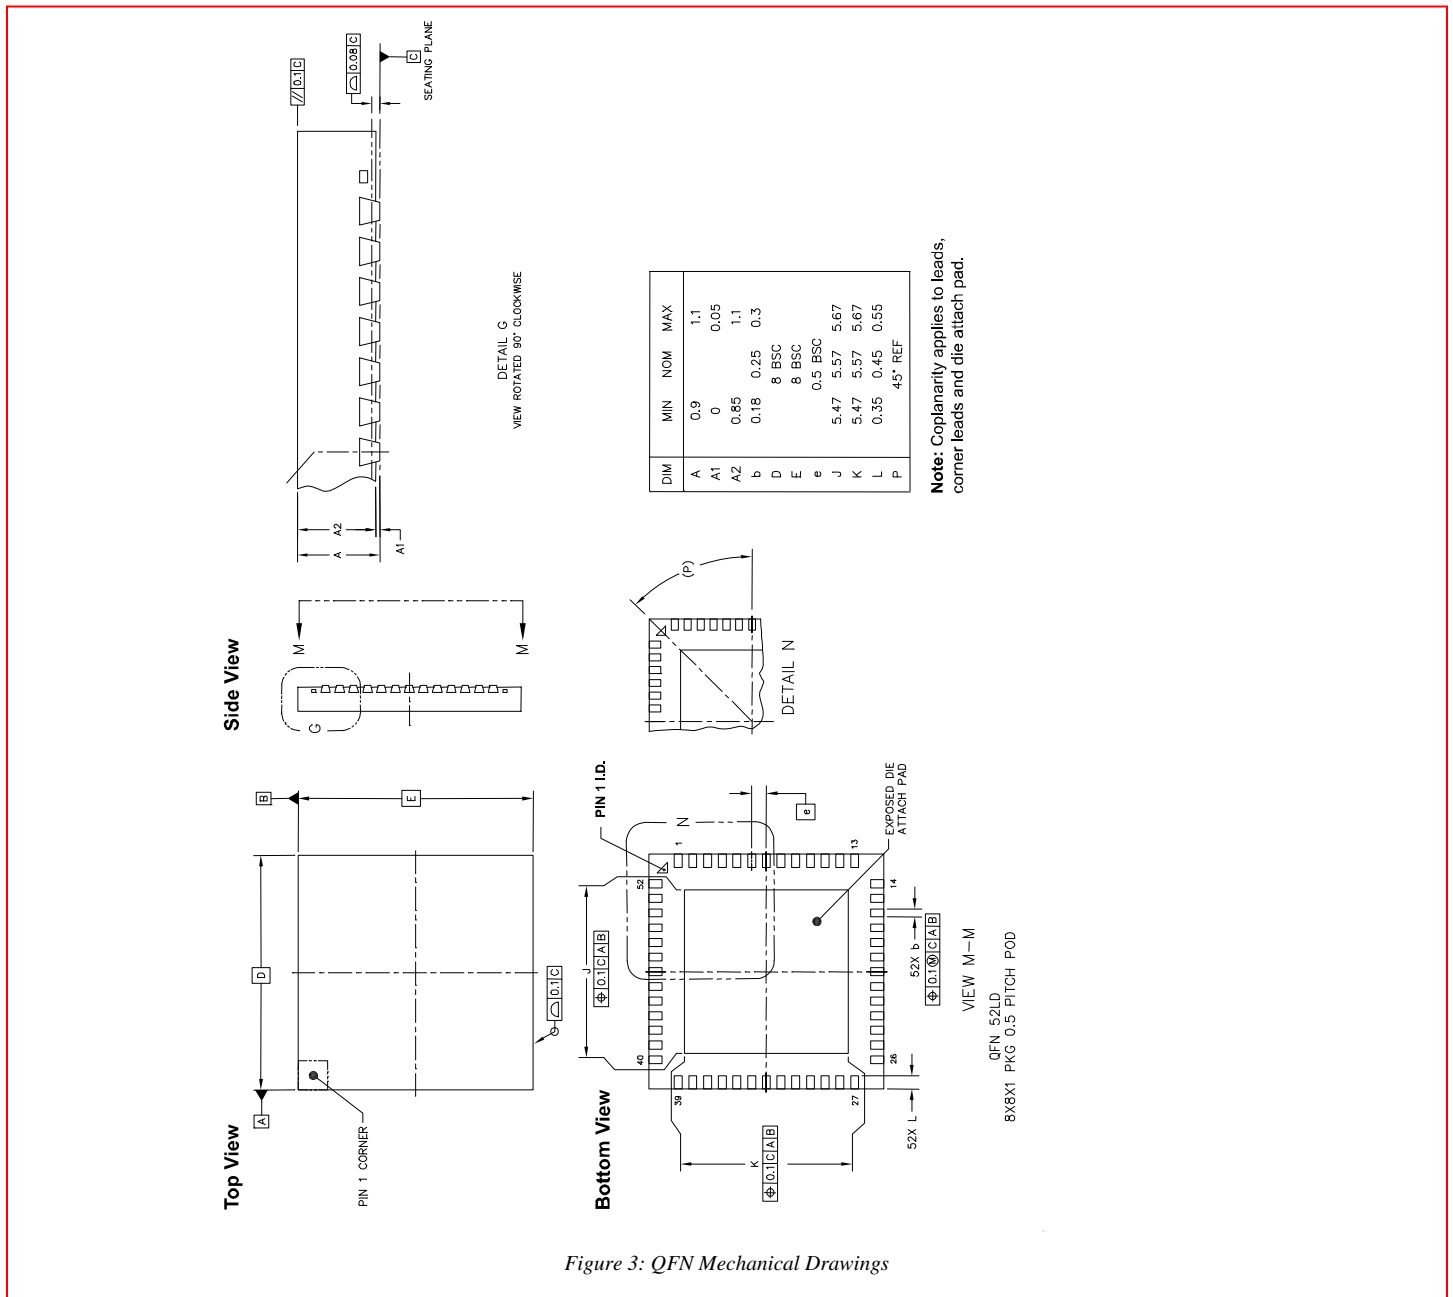 Top View
PIN 1 CORNER
A
D
B
E
⌓ 0.1 C
Side View
G
M
M
DETAIL G
VIEW ROTATED 90° CLOCKWISE
A
A2
A1
// 0.1 C
⌓ 0.08 C
C
SEATING PLANE
Bottom View
PIN 1 I.D.
N
1
13
14
26
27
39
40
52
J
⌖ 0.1 C A B
K
⌖ 0.1 C A B
e
EXPOSED DIE
ATTACH PAD
52X L
52X b
⌖ 0.1 Ⓜ C A B
VIEW M-M
QFN 52LD
8X8X1 PKG 0.5 PITCH POD
(P)
DETAIL N
DIM MIN NOM MAX
A 0.9 1.1
A1 0 0.05
A2 0.85 1.1
b 0.18 0.25 0.3
D 8 BSC
E 8 BSC
e 0.5 BSC
J 5.47 5.57 5.67
K 5.47 5.57 5.67
L 0.35 0.45 0.55
P 45° REF
Note: Coplanarity applies to leads,
corner leads and die attach pad.
Figure 3: QFN Mechanical Drawings